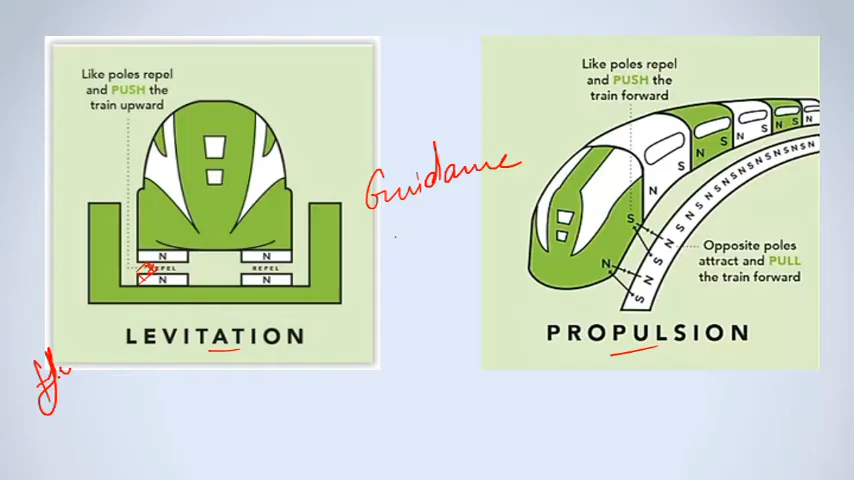 Like poles repel
and PUSH the
train upward
N
N
REPEL
REPEL
N
N
LEVITATION
Guidance
Like poles repel
and PUSH the
train forward
N
S
N
S
N
S
N
S
N
Opposite poles
attract and PULL
the train forward
S
N
S
N
S
N
S
N
S
N
S
N
S
N
S
N
S
N
PROPULSION